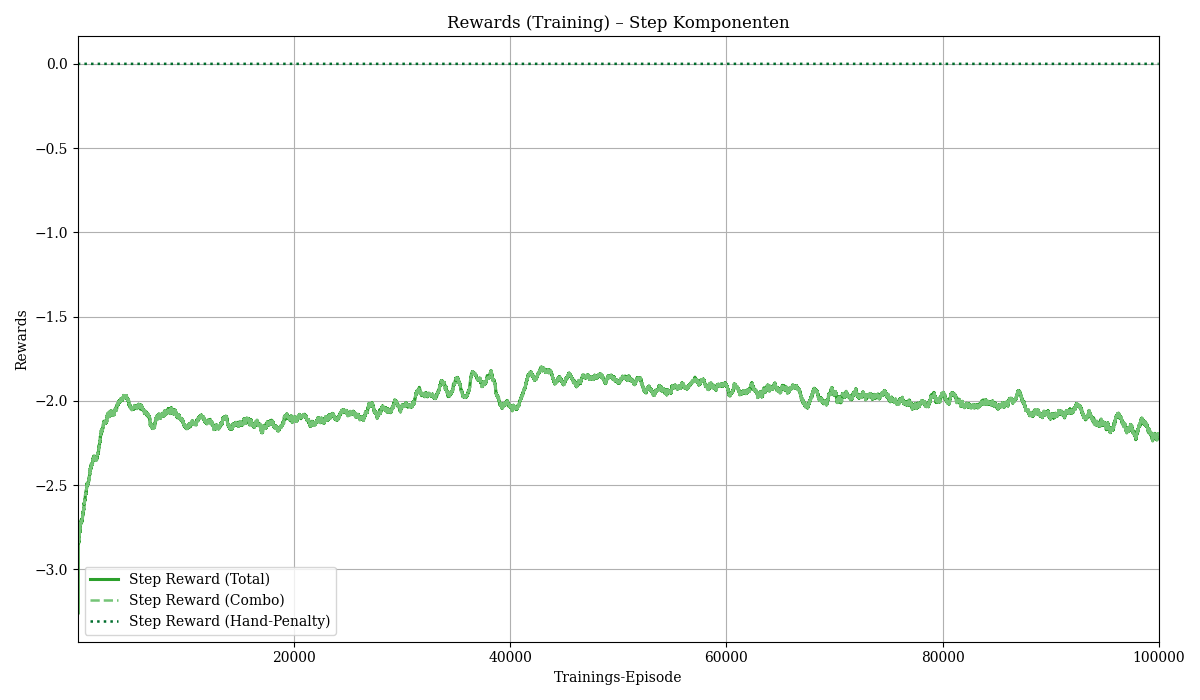 Rewards (Training) – Step Komponenten
0.0
−0.5
−1.0
−1.5
−2.0
−2.5
−3.0
Rewards
Step Reward (Total)
Step Reward (Combo)
Step Reward (Hand-Penalty)
20000 40000 60000 80000 100000
Trainings-Episode